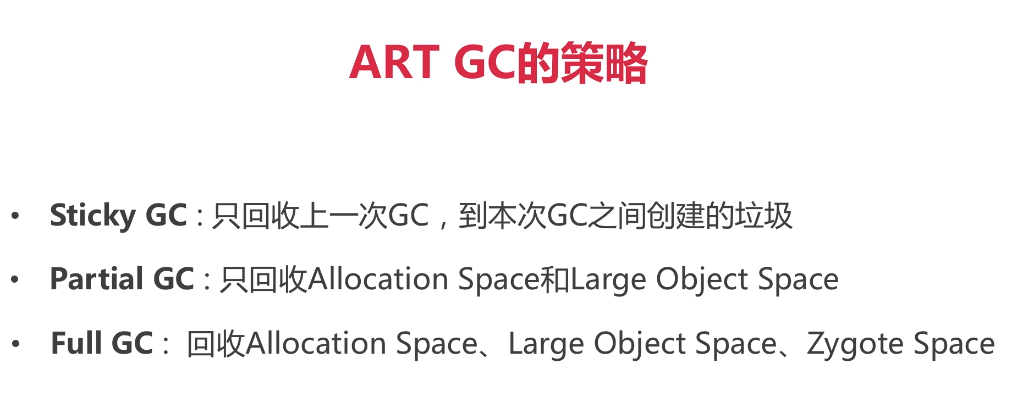 ART GC的策略
• Sticky GC : 只回收上一次GC，到本次GC之间创建的垃圾
• Partial GC : 只回收Allocation Space和Large Object Space
• Full GC :  回收Allocation Space、Large Object Space、Zygote Space